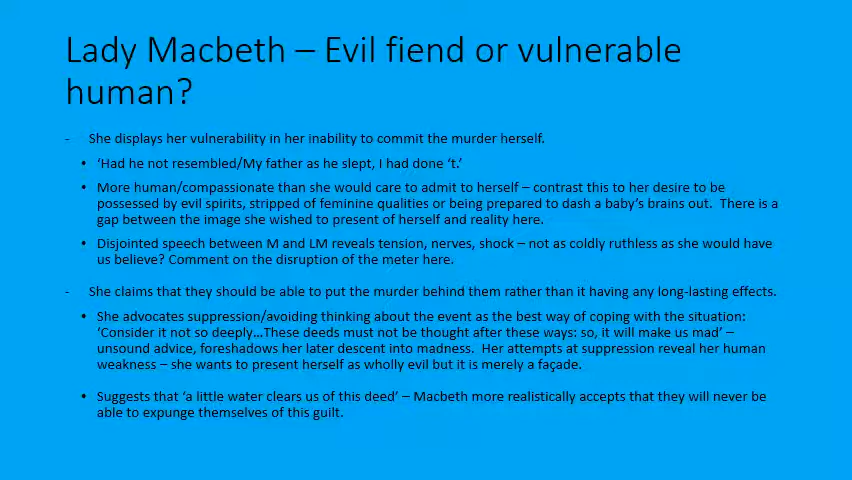 Lady Macbeth – Evil fiend or vulnerable
human?
- She displays her vulnerability in her inability to commit the murder herself.
• ‘Had he not resembled/My father as he slept, I had done ‘t.’
• More human/compassionate than she would care to admit to herself – contrast this to her desire to be
possessed by evil spirits, stripped of feminine qualities or being prepared to dash a baby’s brains out.  There is a
gap between the image she wished to present of herself and reality here.
• Disjointed speech between M and LM reveals tension, nerves, shock – not as coldly ruthless as she would have
us believe? Comment on the disruption of the meter here.
- She claims that they should be able to put the murder behind them rather than it having any long-lasting effects.
• She advocates suppression/avoiding thinking about the event as the best way of coping with the situation:
‘Consider it not so deeply…These deeds must not be thought after these ways: so, it will make us mad’ –
unsound advice, foreshadows her later descent into madness.  Her attempts at suppression reveal her human
weakness – she wants to present herself as wholly evil but it is merely a façade.
• Suggests that ‘a little water clears us of this deed’ – Macbeth more realistically accepts that they will never be
able to expunge themselves of this guilt.